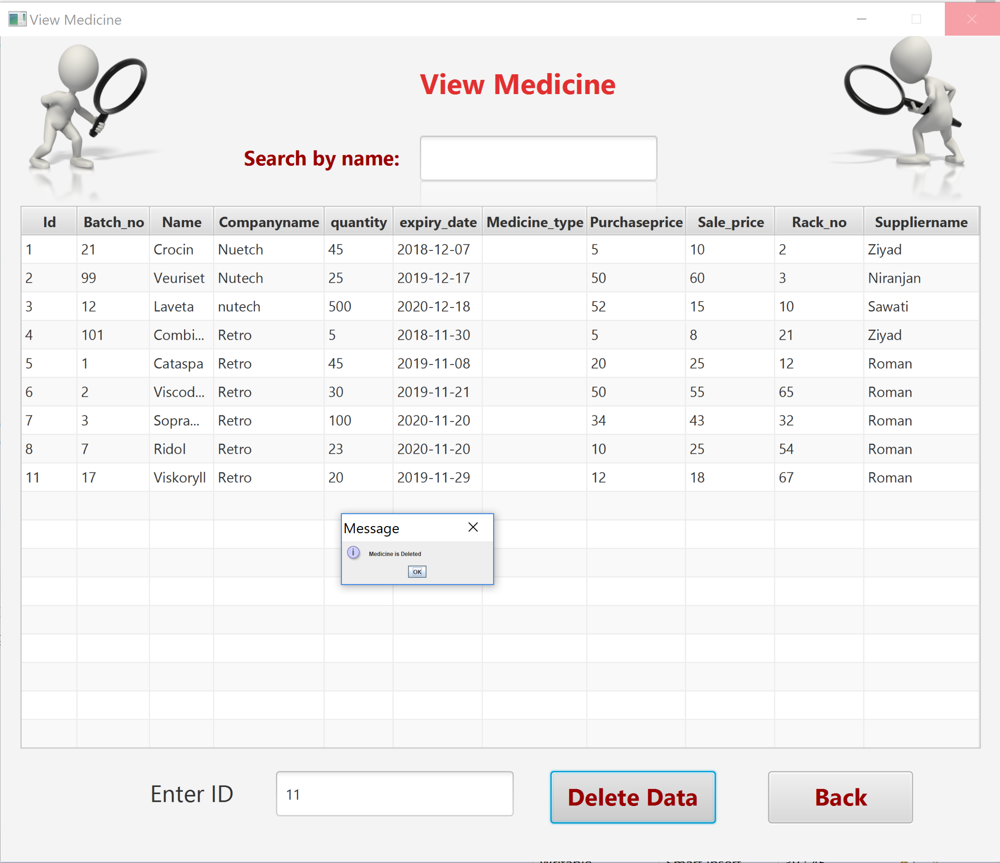 View Medicine
View Medicine
Search by name:
Id Batch_no Name Companyname quantity expiry_date Medicine_type Purchaseprice Sale_price Rack_no Suppliername
1 21 Crocin Nuetch 45 2018-12-07 5 10 2 Ziyad
2 99 Veuriset Nutech 25 2019-12-17 50 60 3 Niranjan
3 12 Laveta nutech 500 2020-12-18 52 15 10 Sawati
4 101 Combi... Retro 5 2018-11-30 5 8 21 Ziyad
5 1 Cataspa Retro 45 2019-11-08 20 25 12 Roman
6 2 Viscod... Retro 30 2019-11-21 50 55 65 Roman
7 3 Sopra... Retro 100 2020-11-20 34 43 32 Roman
8 7 Ridol Retro 23 2020-11-20 10 25 54 Roman
11 17 Viskoryll Retro 20 2019-11-29 12 18 67 Roman
Message
Medicine is Deleted
OK
Enter ID 11 Delete Data Back